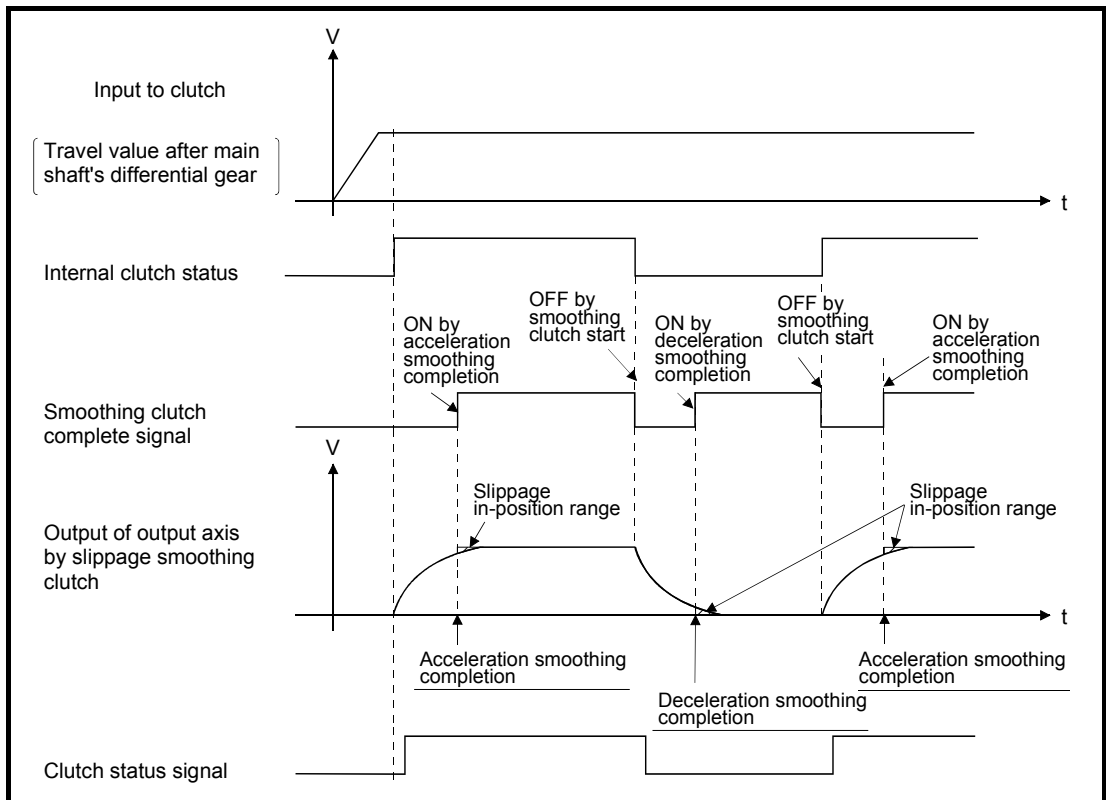 V
Input to clutch
Travel value after main
shaft's differential gear
t
Internal clutch status
ON by
acceleration
smoothing
completion
OFF by
smoothing
clutch start
ON by
deceleration
smoothing
completion
OFF by
smoothing
clutch start
ON by
acceleration
smoothing
completion
Smoothing clutch
complete signal
V
Slippage
in-position range
Slippage
in-position range
Output of output axis
by slippage smoothing
clutch
t
Acceleration smoothing
completion
Deceleration smoothing
completion
Acceleration smoothing
completion
Clutch status signal